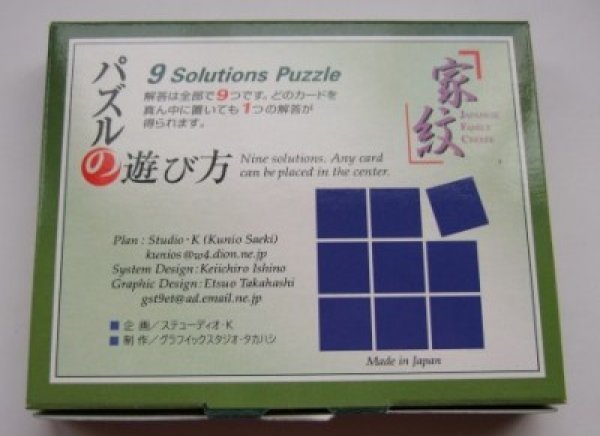 パズルの遊び方
9 Solutions Puzzle
解答は全部で9つです。どのカードを
真ん中に置いても1つの解答が
得られます。
Nine solutions. Any card
can be placed in the center.
家紋
JAPANESE
FAMILY
CRESTS
Plan : Studio-K (Kunio Saeki)
kunios@w4.dion.ne.jp
System Design : Keiichiro Ishino
Graphic Design : Etsuo Takahashi
gst9et@ad.email.ne.jp
■ 企 画／ステューディオ-K
■ 制 作／グラフィックスタジオ-タカハシ
Made in Japan